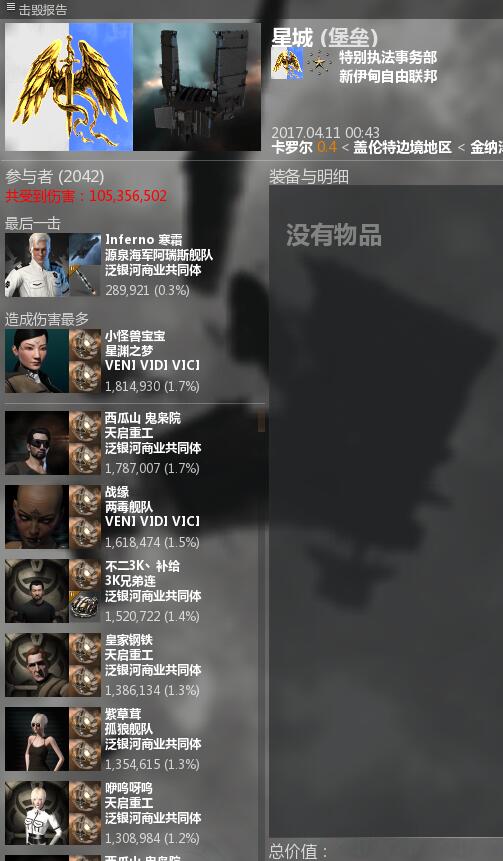 击毁报告
星城 (堡垒)
特别执法事务部
新伊甸自由联邦
2017.04.11 00:43
卡罗尔 0.4 < 盖伦特边境地区 < 金纳
参与者 (2042)
共受到伤害：105,356,502
最后一击
Inferno 寒霜
源泉海军阿瑞斯舰队
泛银河商业共同体
289,921 (0.3%)
造成伤害最多
小怪兽宝宝
星渊之梦
VENI VIDI VICI
1,814,930 (1.7%)
西瓜山 鬼枭院
天启重工
泛银河商业共同体
1,787,007 (1.7%)
战缘
两毒舰队
VENI VIDI VICI
1,618,474 (1.5%)
不二3K、补给
3K兄弟连
泛银河商业共同体
1,520,722 (1.4%)
皇家钢铁
天启重工
泛银河商业共同体
1,386,134 (1.3%)
紫草茸
孤狼舰队
泛银河商业共同体
1,354,615 (1.3%)
咿呜呀呜
天启重工
泛银河商业共同体
1,308,984 (1.2%)
西瓜山 鬼枭院
装备与明细
没有物品
总价值：